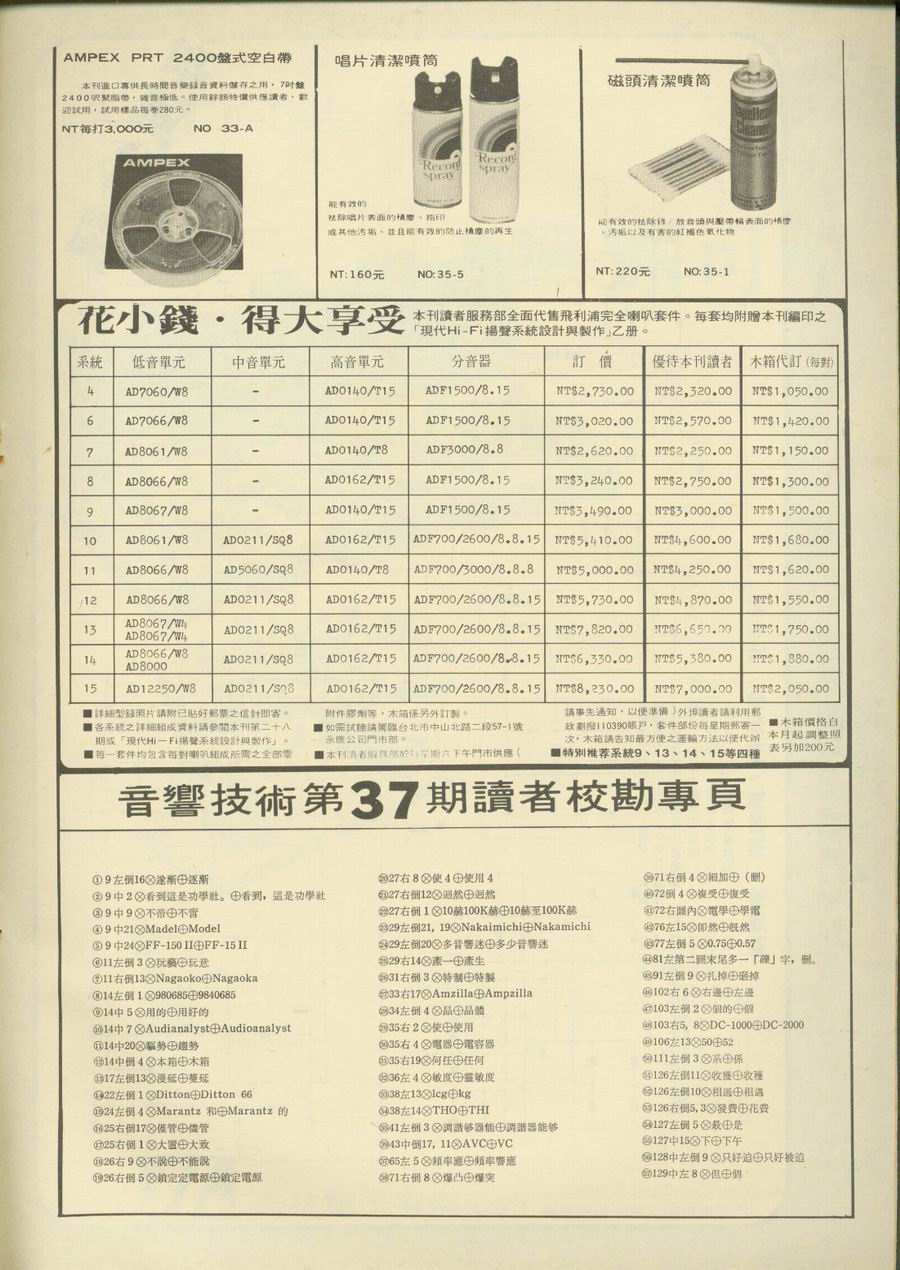 AMPEX PRT 2400盤式空白帶
本刊進口專供長時間音樂錄音資料儲存之用，7吋盤
2400呎聚脂帶，雜音極低。使用餘額特價供應讀者，歡
迎試用，試用樣品每卷280元。
NT每打3,000元 NO 33-A
AMPEX
唱片清潔噴筒
Record
spray
Record
spray
能有效的
祛除唱片表面的積塵、指印
或其他汚垢、並且能有效的防止積塵的再生
NT:160元 NO:35-5
磁頭清潔噴筒
Cleaner
能有效的祛除錄／放音頭與壓帶輪表面的積塵
、汚垢以及有害的紅褐色氧化物
NT:220元 NO:35-1
花小錢・得大享受
本刊讀者服務部全面代售飛利浦完全喇叭套件。每套均附贈本刊編印之
「現代Hi-Fi揚聲系統設計與製作」乙册。
系統 低音單元 中音單元 高音單元 分音器 訂價 優待本刊讀者 木箱代訂(每對)
4 AD7060/W8 － AD0140/T15 ADF1500/8.15 NT$2,730.00 NT$2,320.00 NT$1,050.00
6 AD7066/W8 － AD0140/T15 ADF1500/8.15 NT$3,020.00 NT$2,570.00 NT$1,420.00
7 AD8061/W8 － AD0140/T8 ADF3000/8.8 NT$2,620.00 NT$2,250.00 NT$1,150.00
8 AD8066/W8 － AD0162/T15 ADF1500/8.15 NT$3,240.00 NT$2,750.00 NT$1,300.00
9 AD8067/W8 － AD0140/T15 ADF1500/8.15 NT$3,490.00 NT$3,000.00 NT$1,500.00
10 AD8061/W8 AD0211/SQ8 AD0162/T15 ADF700/2600/8.8.15 NT$5,410.00 NT$4,600.00 NT$1,680.00
11 AD8066/W8 AD5060/SQ8 AD0140/T8 ADF700/3000/8.8.8 NT$5,000.00 NT$4,250.00 NT$1,620.00
12 AD8066/W8 AD0211/SQ8 AD0162/T15 ADF700/2600/8.8.15 NT$5,730.00 NT$4,870.00 NT$1,550.00
13 AD8067/W4 AD8067/W4 AD0211/SQ8 AD0162/T15 ADF700/2600/8.8.15 NT$7,820.00 NT$6,650.00 NT$1,750.00
14 AD8066/W8 AD8000 AD0211/SQ8 AD0162/T15 ADF700/2600/8.8.15 NT$6,330.00 NT$5,380.00 NT$1,880.00
15 AD12250/W8 AD0211/SQ8 AD0162/T15 ADF700/2600/8.8.15 NT$8,230.00 NT$7,000.00 NT$2,050.00
■詳細型錄照片請附已貼好郵票之信封即寄。
■各系統之詳細組成資料請參閱本刊第二十八
期或「現代Hi－Fi揚聲系統設計與製作」。
■每一套件均包含每對喇叭組成所需之全部零
附件膠劑等，木箱係另外訂製。
■如需試聽請駕臨台北市中山北路二段57-1號
永康公司門市部。
■本刊讀者服務部於每星期六下午門市供應（
請事先通知，以便準備）外埠讀者請利用郵
政劃撥110390賬戶，套件部份每星期郵寄一
次，木箱請告知最方便之運輸方法以便代辦
■特別推荐系統9、13、14、15等四種
■木箱價格自
本月起調整照
表另加200元
音響技術第37期讀者校勘專頁
①9左倒16⊗遂漸⊕逐漸
②9中2⊗看到這是功學社。⊕看到，這是功學社
③9中9⊗不啻⊕不啻
④9中21⊗Madel⊕Model
⑤9中24⊗FF-150Ⅱ⊕FF-15Ⅱ
⑥11左倒3⊗玩藝⊕玩意
⑦11右倒13⊗Nagaoko⊕Nagaoka
⑧14左倒1⊗980685⊕9840685
⑨14中5⊗用的⊕用好的
⑩14中7⊗Audianalyst⊕Audioanalyst
⑪14中20⊗驅勢⊕趨勢
⑫14中倒4⊗本箱⊕木箱
⑬17左倒13⊗漫延⊕蔓延
⑭22左倒1⊗Ditton⊕Ditton 66
⑮24左倒4⊗Marantz 和⊕Marantz 的
⑯25右倒17⊗僅管⊕儘管
⑰25右倒1⊗大置⊕大致
⑱26右9⊗不說⊕不能說
⑲26右倒5⊗鎖定定電源⊕鎖定電源
⑳27右8⊗使4⊕使用4
㉑27右倒12⊗迴然⊕迥然
㉒27右倒1⊗10赫100K赫⊕10赫至100K赫
㉓29左倒21, 19⊗Nakaimichi⊕Nakamichi
㉔29左倒20⊗多音響迷⊕多少音響迷
㉕29右14⊗產一⊕產生
㉖31右倒3⊗特制⊕特製
㉗33右17⊗Amzilla⊕Ampzilla
㉘34左倒4⊗晶⊕晶體
㉙35右2⊗使⊕使用
㉚35右4⊗電器⊕電容器
㉛35右19⊗何任⊕任何
㉜36左4⊗敏度⊕靈敏度
㉝38左13⊗lcg⊕kg
㉞38左14⊗THO⊕THI
㉟41左倒3⊗調諧够器能⊕調諧器能够
㊱43中倒17, 11⊗AVC⊕VC
㊲65左5⊗頻率應⊕頻率響應
㊳71右倒8⊗爆凸⊕爆突
㊴71右倒4⊗細加⊕（刪）
㊵72倒4⊗複受⊕復受
㊶72右圖內⊗電學⊕學電
㊷76左15⊗卽然⊕旣然
㊸77左倒5⊗0.75⊕0.57
㊹81左第二圖末尾多一「礫」字，刪。
㊺91左倒9⊗扎掉⊕砸掉
㊻102右6⊗右邊⊕左邊
㊼103左倒2⊗個的⊕個
㊽103右5, 8⊗DC-1000⊕DC-2000
㊾106左13⊗50⊕52
㊿111左倒3⊗系⊕係
126左倒11⊗收獲⊕收穫
126左倒10⊗相過⊕相遇
126右倒5, 3⊗發費⊕花費
127左倒5⊗最⊕是
127中15⊗下⊕下午
128中左倒9⊗只好迫⊕只好被迫
129中左8⊗但⊕個